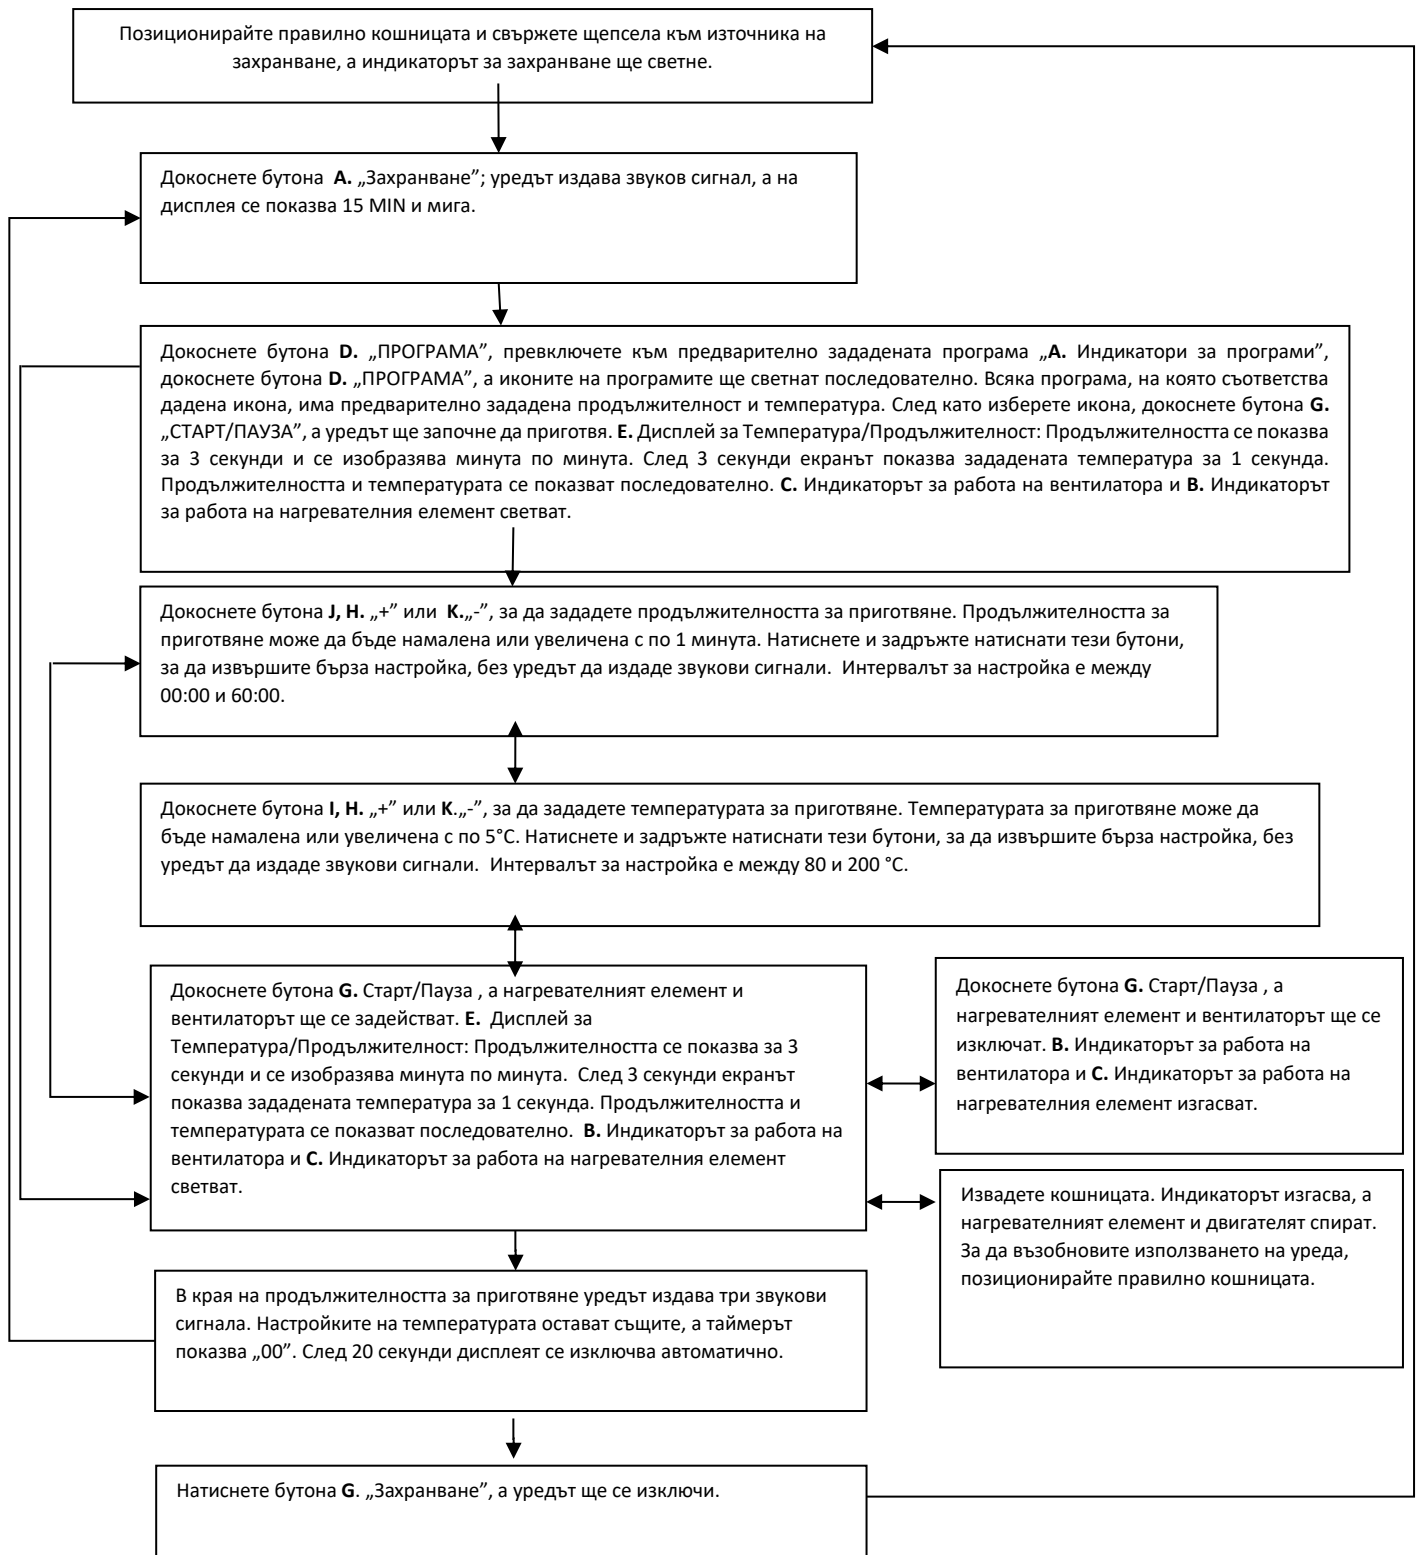 Позиционирайте правилно кошницата и свържете щепсела към източника на
захранване, а индикаторът за захранване ще светне.
Докоснете бутона A. „Захранване”; уредът издава звуков сигнал, а на
дисплея се показва 15 MIN и мига.
Докоснете бутона D. „ПРОГРАМА”, превключете към предварително зададената програма „A. Индикатори за програми”,
докоснете бутона D. „ПРОГРАМА”, а иконите на програмите ще светнат последователно. Всяка програма, на която съответства
дадена икона, има предварително зададена продължителност и температура. След като изберете икона, докоснете бутона G.
„СТАРТ/ПАУЗА”, а уредът ще започне да приготвя. E. Дисплей за Температура/Продължителност: Продължителността се показва
за 3 секунди и се изобразява минута по минута. След 3 секунди екранът показва зададената температура за 1 секунда.
Продължителността и температурата се показват последователно. C. Индикаторът за работа на вентилатора и B. Индикаторът
за работа на нагревателния елемент светват.
Докоснете бутона J, H. „+” или K.„-”, за да зададете продължителността за приготвяне. Продължителността за
приготвяне може да бъде намалена или увеличена с по 1 минута. Натиснете и задръжте натиснати тези бутони,
за да извършите бърза настройка, без уредът да издаде звукови сигнали. Интервалът за настройка е между
00:00 и 60:00.
Докоснете бутона I, H. „+” или K.„-”, за да зададете температурата за приготвяне. Температурата за приготвяне може да
бъде намалена или увеличена с по 5°C. Натиснете и задръжте натиснати тези бутони, за да извършите бърза настройка, без
уредът да издаде звукови сигнали. Интервалът за настройка е между 80 и 200 °C.
Докоснете бутона G. Старт/Пауза , а нагревателният елемент и
вентилаторът ще се задействат. E. Дисплей за
Температура/Продължителност: Продължителността се показва за 3
секунди и се изобразява минута по минута. След 3 секунди екранът
показва зададената температура за 1 секунда. Продължителността и
температурата се показват последователно. B. Индикаторът за работа на
вентилатора и C. Индикаторът за работа на нагревателния елемент
светват.
Докоснете бутона G. Старт/Пауза , а
нагревателният елемент и вентилаторът ще се
изключат. B. Индикаторът за работа на
вентилатора и C. Индикаторът за работа на
нагревателния елемент изгасват.
Извадете кошницата. Индикаторът изгасва, а
нагревателният елемент и двигателят спират.
За да възобновите използването на уреда,
позиционирайте правилно кошницата.
В края на продължителността за приготвяне уредът издава три звукови
сигнала. Настройките на температурата остават същите, а таймерът
показва „00”. След 20 секунди дисплеят се изключва автоматично.
Натиснете бутона G. „Захранване”, а уредът ще се изключи.